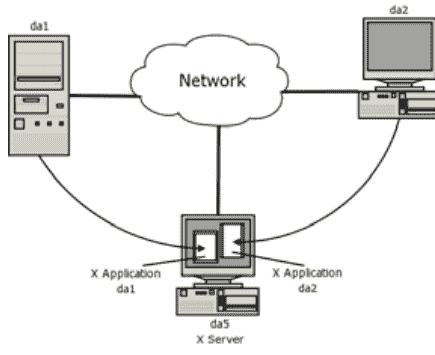 da1
da2
Network
X Application
da1
X Application
da2
da5
X Server